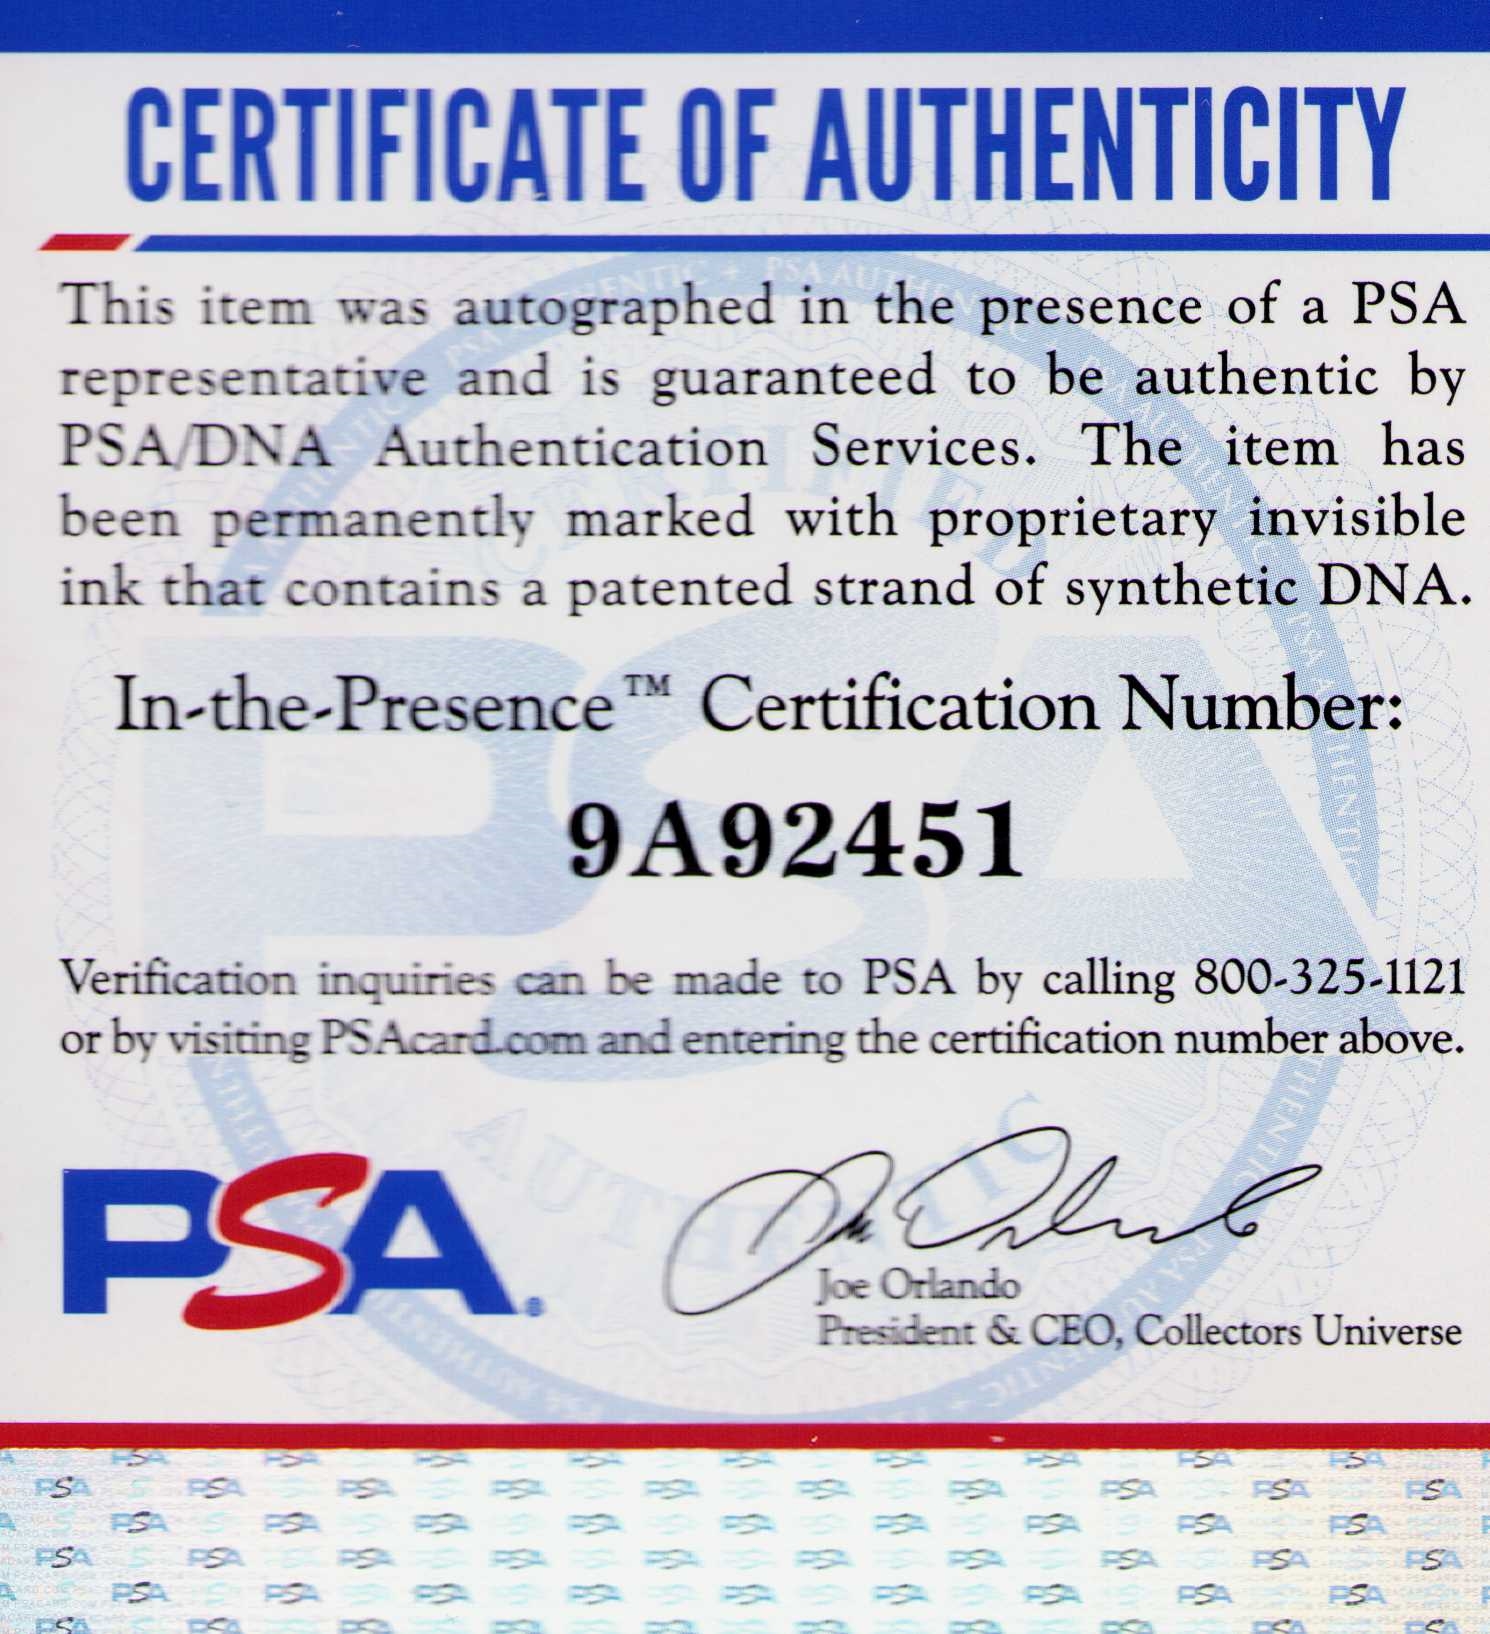 CERTIFICATE OF AUTHENTICITY
This item was autographed in the presence of a PSA
representative and is guaranteed to be authentic by
PSA/DNA Authentication Services. The item has
been permanently marked with proprietary invisible
ink that contains a patented strand of synthetic DNA.
In-the-Presence™ Certification Number:
9A92451
Verification inquiries can be made to PSA by calling 800-325-1121
or by visiting PSAcard.com and entering the certification number above.
PSA®
Joe Orlando
President & CEO, Collectors Universe
CERTIFIED
PSA
AUTHENTIC